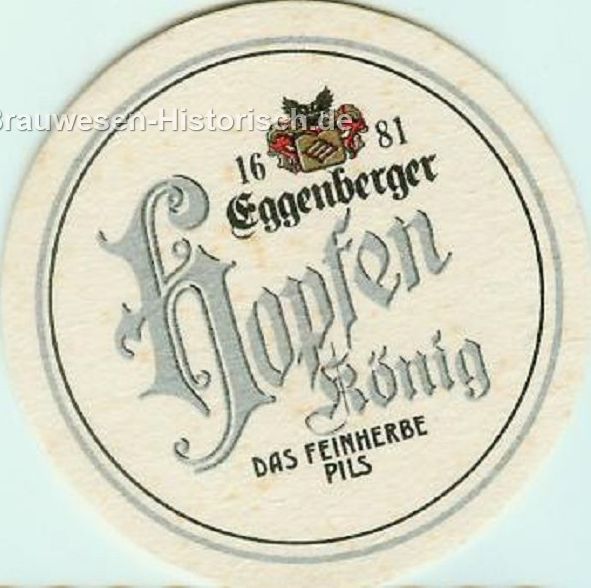 Brauwesen-Historisch.de
16 81
Eggenberger
Hopfen
König
DAS FEINHERBE
PILS